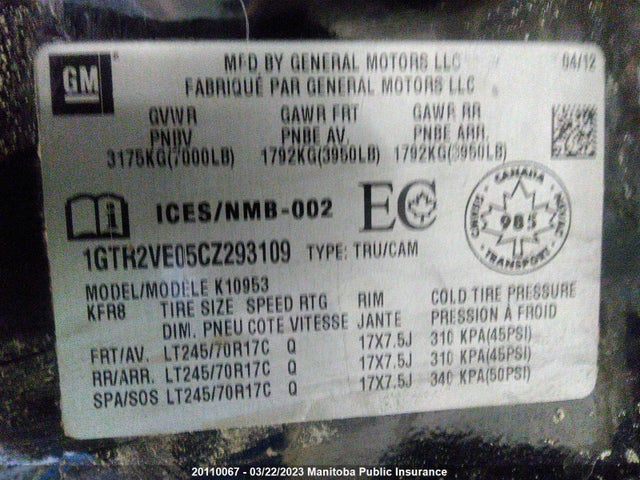 GM
MFD BY GENERAL MOTORS LLC 04/12
FABRIQUÉ PAR GENERAL MOTORS LLC
GVWR GAWR FRT GAWR RR
PNBV PNBE AV. PNBE ARR.
3175KG(7000LB) 1792KG(3950LB) 1792KG(3950LB)
ICES/NMB-002 EC
CANADA
985
TRANSPORT
1GTR2VE05CZ293109 TYPE: TRU/CAM
MODEL/MODÈLE K10953
KFR8 TIRE SIZE SPEED RTG RIM COLD TIRE PRESSURE
DIM. PNEU COTE VITESSE JANTE PRESSION À FROID
FRT/AV. LT245/70R17C Q 17X7.5J 310 KPA(45PSI)
RR/ARR. LT245/70R17C Q 17X7.5J 310 KPA(45PSI)
SPA/SOS LT245/70R17C Q 17X7.5J 340 KPA(50PSI)
20110067 - 03/22/2023 Manitoba Public Insurance